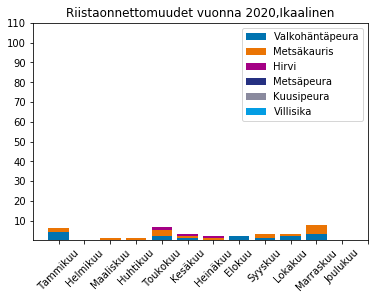 Riistaonnettomuudet vuonna 2020,Ikaalinen
110
100
90
80
70
60
50
40
30
20
10
Valkohäntäpeura
Metsäkauris
Hirvi
Metsäpeura
Kuusipeura
Villisika
Tammikuu
Helmikuu
Maaliskuu
Huhtikuu
Toukokuu
Kesäkuu
Heinäkuu
Elokuu
Syyskuu
Lokakuu
Marraskuu
Joulukuu